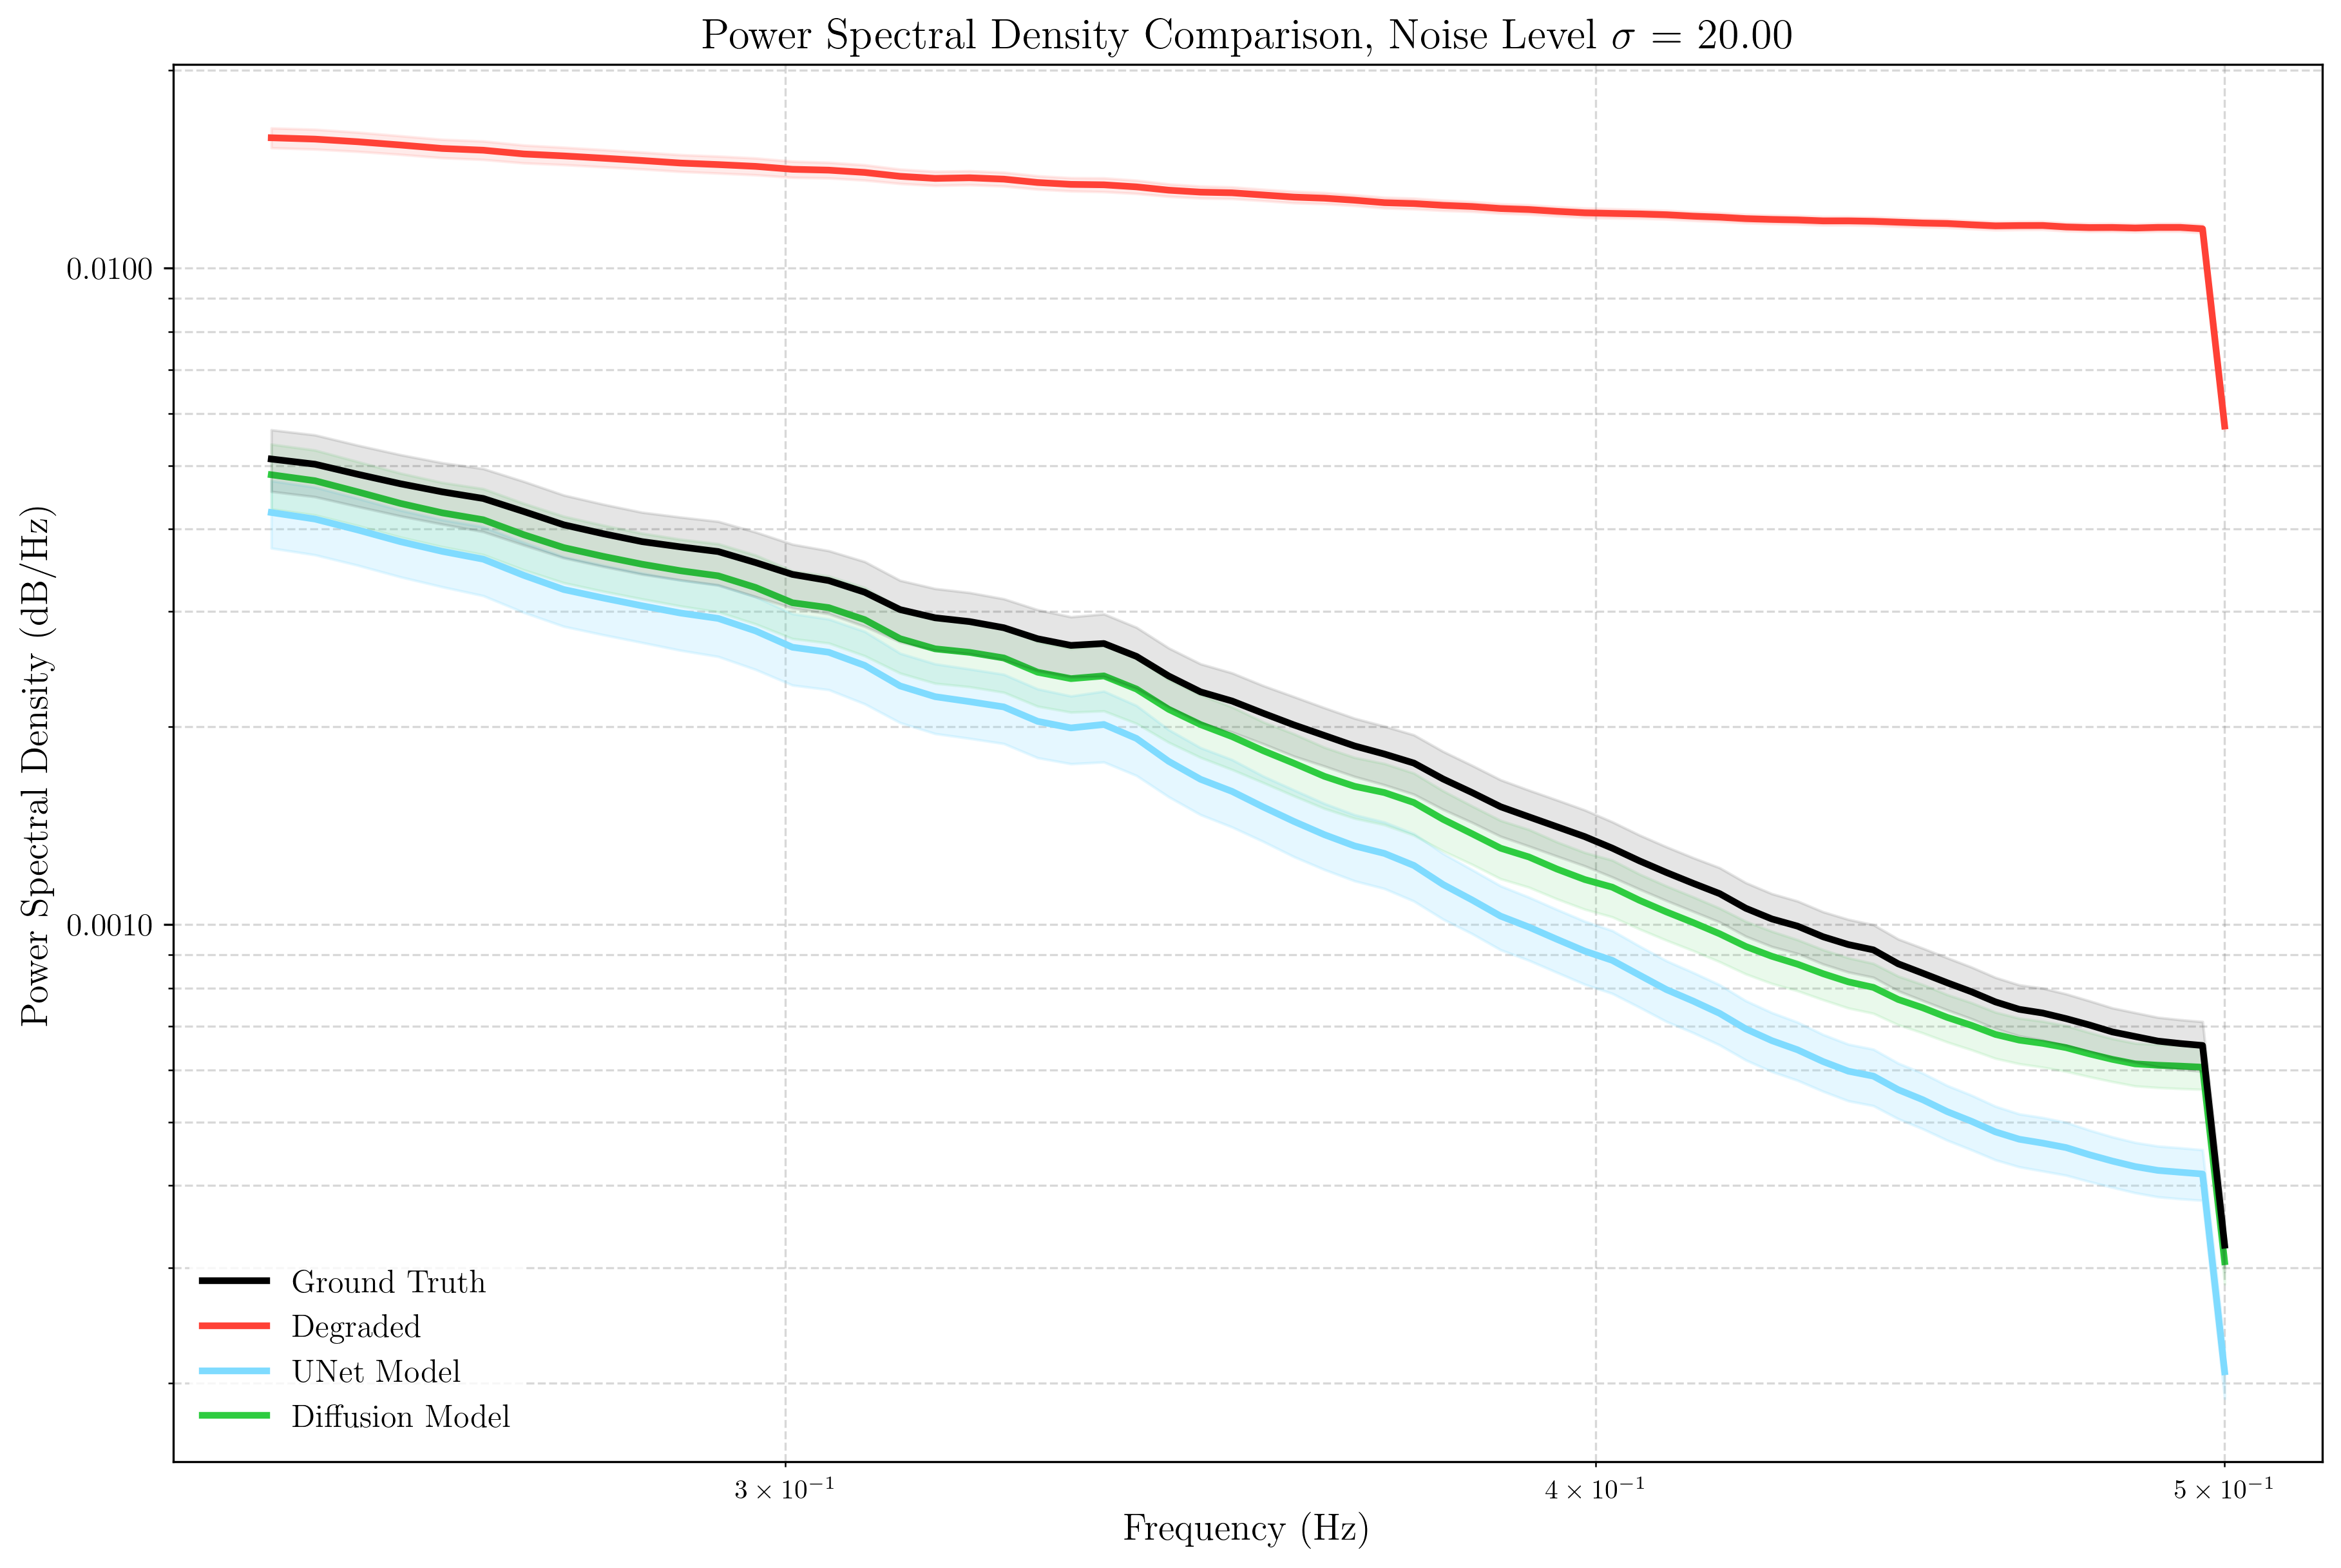 Power Spectral Density Comparison, Noise Level σ = 20.00
Power Spectral Density (dB/Hz)
0.0100
0.0010
Ground Truth
Degraded
UNet Model
Diffusion Model
3 × 10⁻¹
4 × 10⁻¹
5 × 10⁻¹
Frequency (Hz)